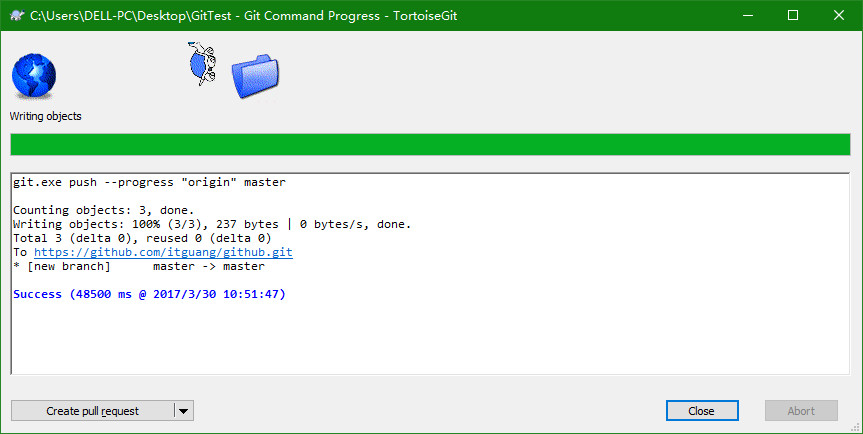 C:\Users\DELL-PC\Desktop\GitTest - Git Command Progress - TortoiseGit
Writing objects
git.exe push --progress "origin" master
Counting objects: 3, done.
Writing objects: 100% (3/3), 237 bytes | 0 bytes/s, done.
Total 3 (delta 0), reused 0 (delta 0)
To https://github.com/itguang/github.git
* [new branch]      master -> master
Success (48500 ms @ 2017/3/30 10:51:47)
Create pull request
Close
Abort